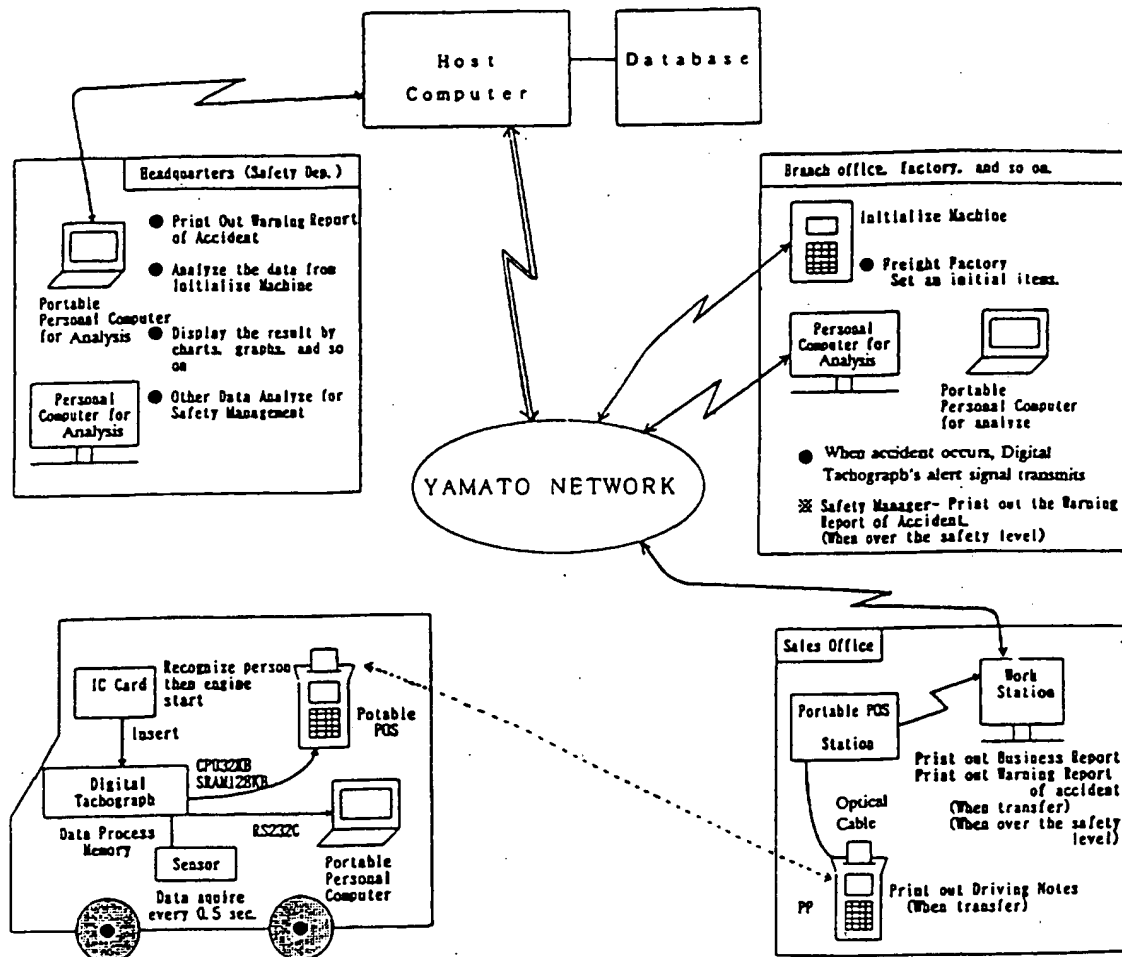 Host
Computer
Database
Headquarters (Safety Dep.)
● Print Out Warning Report
of Accident
● Analyze the data from
Initialize Machine
Portable
Personal Computer
for Analysis
● Display the result by
charts. graphs. and so
on
Personal
Computer for
Analysis
● Other Data Analyze for
Safety Management
Branch office. factory. and so on.
Initialize Machine
● Freight Factory
Set an initial items.
Personal
Computer for
Analysis
Portable
Personal Computer
for analyze
● When accident occurs, Digital
Tachograph's alert signal transmits
※ Safety Manager- Print out the Warning
Report of Accident.
(When over the safety level)
YAMATO NETWORK
IC Card
Recognize person
then engine
start
Insert
Potable
POS
Digital
Tachograph
CPU32KB
SRAM128KB
RS232C
Data Process
Memory
Sensor
Data aquire
every 0.5 sec.
Portable
Personal
Computer
Sales Office
Portable POS
Station
Work
Station
Print out Business Report
Print out Warning Report
of accident
(When transfer)
(When over the safety
level)
Optical
Cable
PP
Print out Driving Notes
(When transfer)